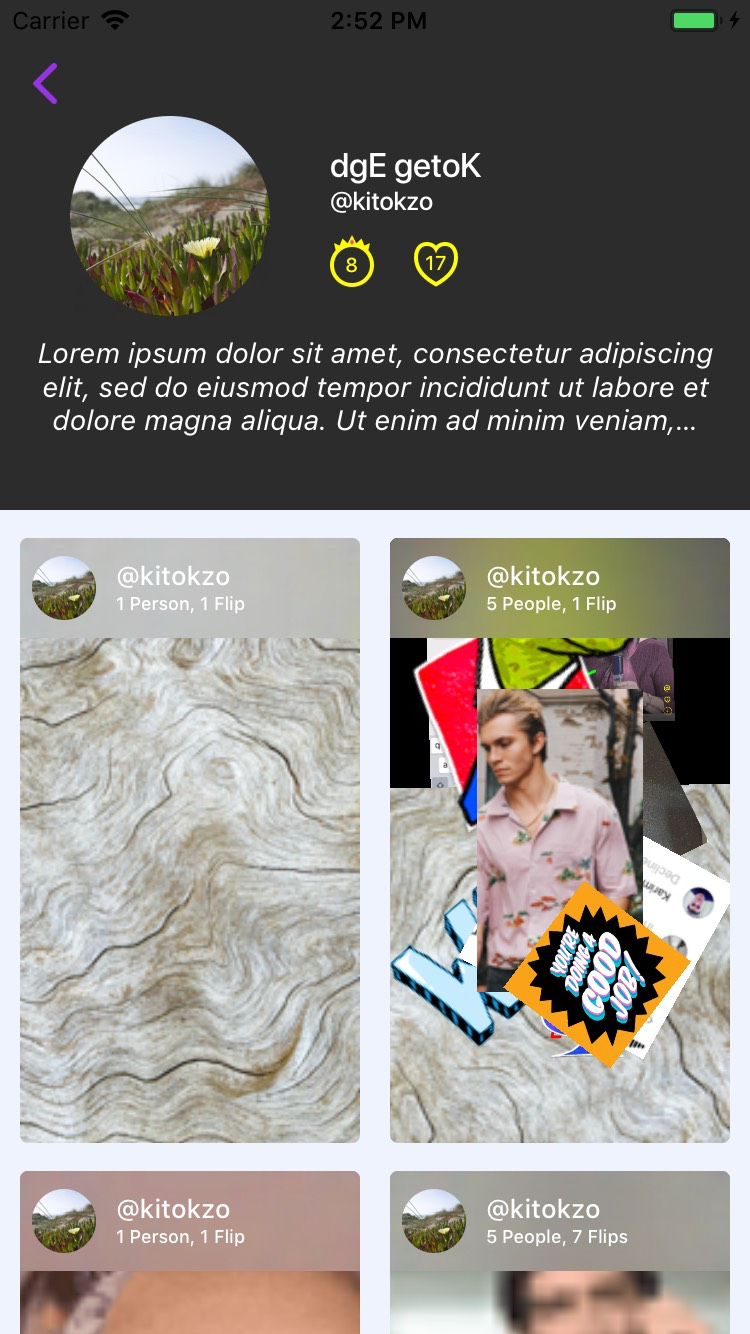 Carrier
2:52 PM
dgE getoK
@kitokzo
8
17
Lorem ipsum dolor sit amet, consectetur adipiscing
elit, sed do eiusmod tempor incididunt ut labore et
dolore magna aliqua. Ut enim ad minim veniam,...
@kitokzo
1 Person, 1 Flip
@kitokzo
5 People, 1 Flip
q
a
Decline
Karim
YOU'RE
DOING A
GOOD
JOB!
@kitokzo
1 Person, 1 Flip
@kitokzo
5 People, 7 Flips